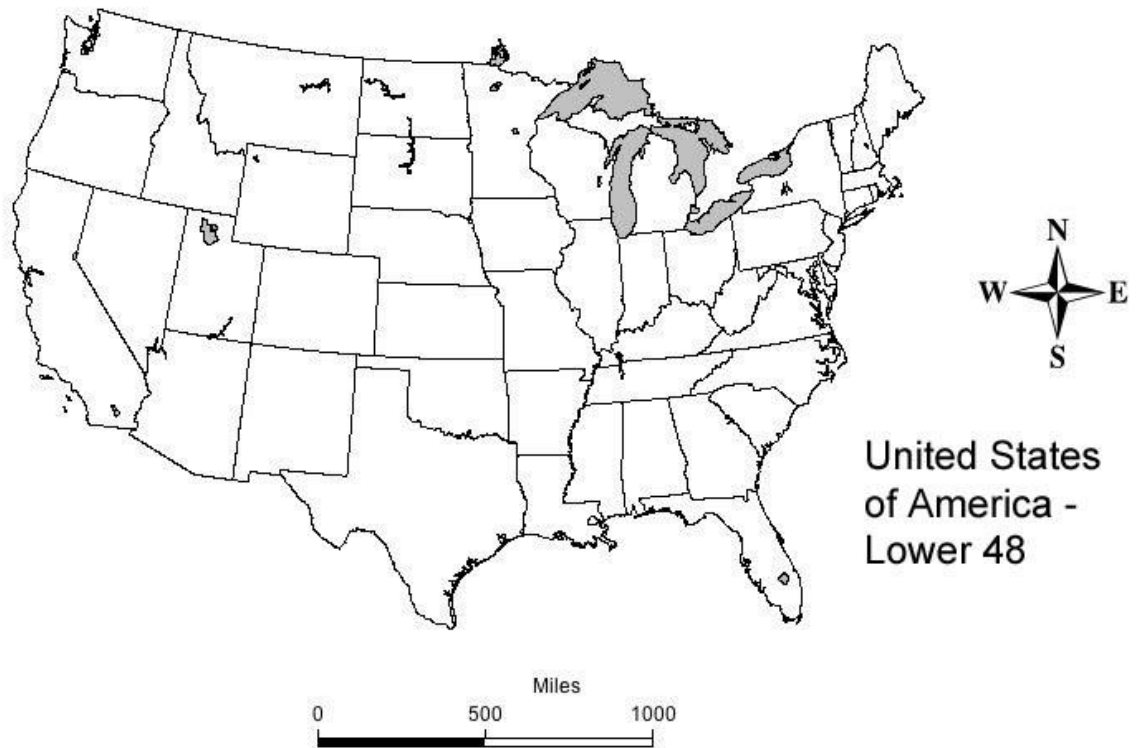 N
W E
S
United States
of America -
Lower 48
Miles
0 500 1000